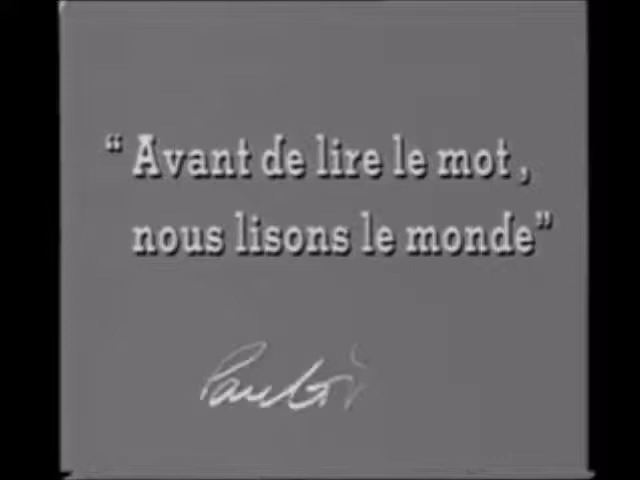 “ Avant de lire le mot ,
nous lisons le monde”